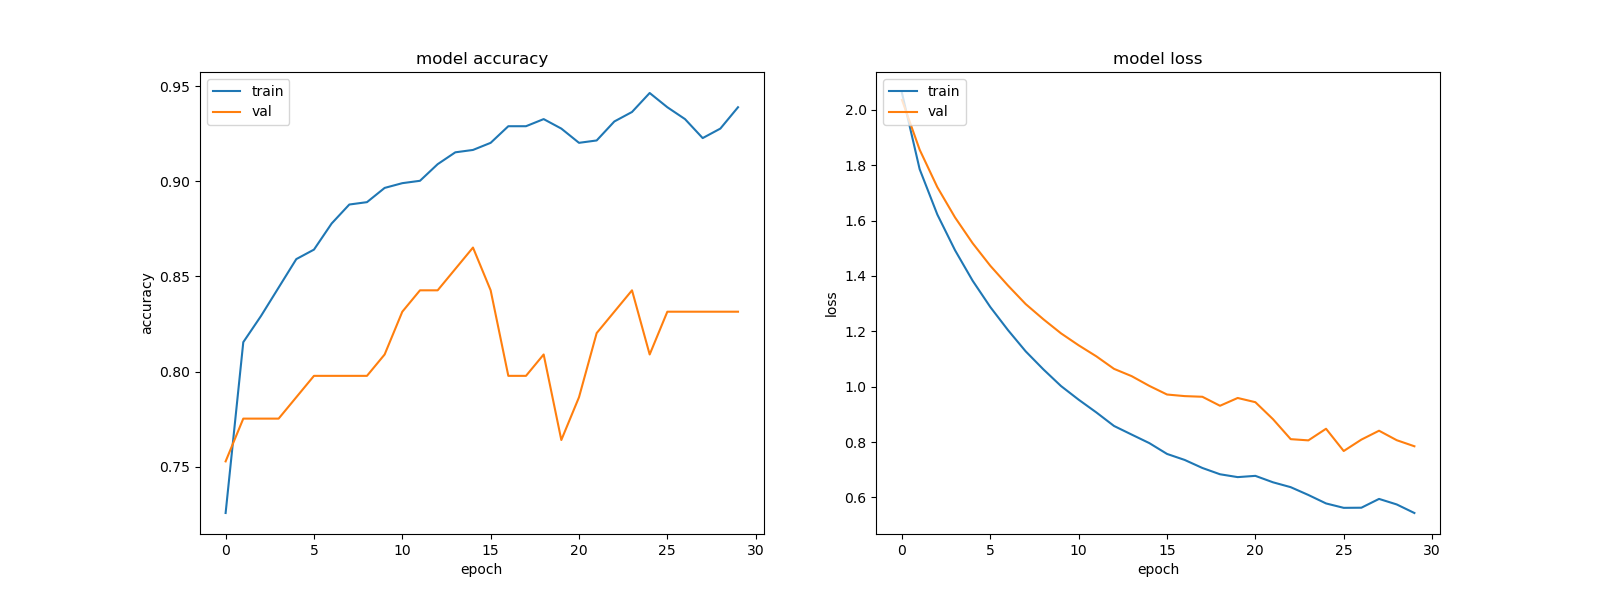 model accuracy
train
val
0.95
0.90
0.85
0.80
0.75
accuracy
0 5 10 15 20 25 30
epoch
model loss
train
val
2.0
1.8
1.6
1.4
1.2
1.0
0.8
0.6
loss
0 5 10 15 20 25 30
epoch